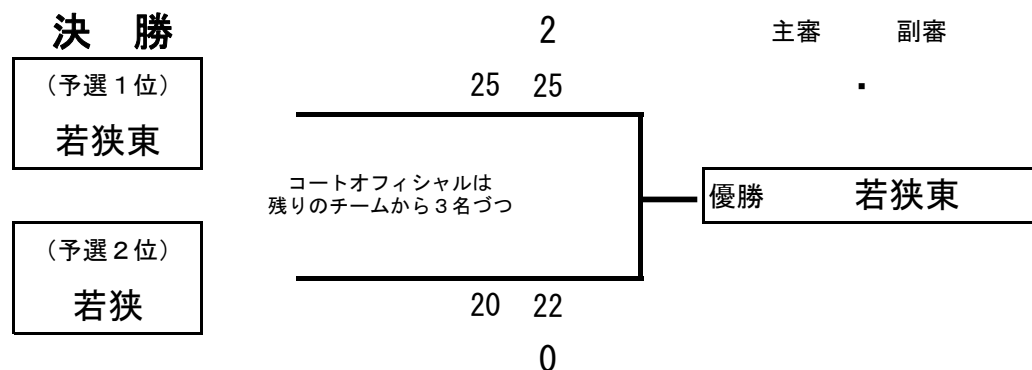 決　勝
2
主審　副審
（予選１位）
25　25
・
若狭東
コートオフィシャルは
残りのチームから３名づつ
優勝　若狭東
（予選２位）
若狭
20　22
0